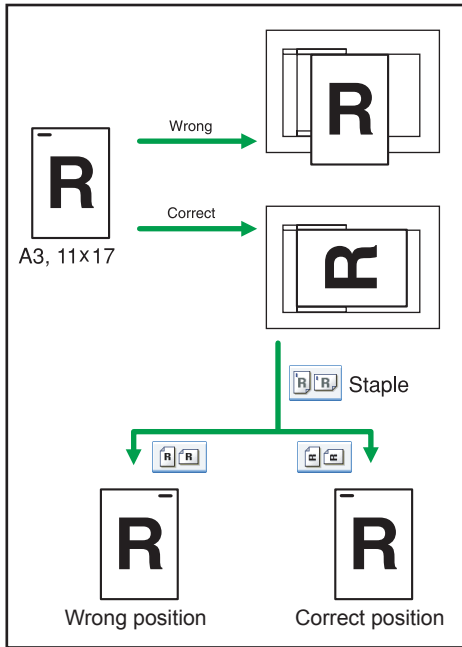 R
Wrong
R
Correct
A3, 11×17
R
R R Staple
R R
R R
R
R
Wrong position
Correct position